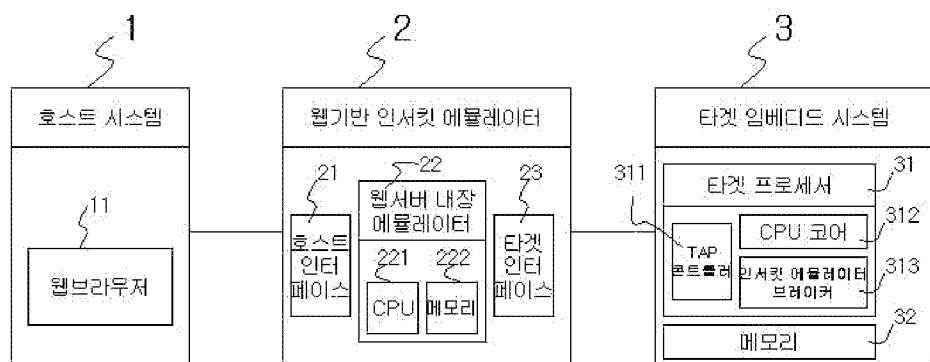 1
2
3
호스트 시스템
웹기반 인서킷 에뮬레이터
타겟 임베디드 시스템
11
웹브라우저
21
호스트
인터
페이스
22
웹서버 내장
에뮬레이터
221
CPU
222
메모리
23
타겟
인터
페이스
31
타겟 프로세서
311
TAP
콘트롤러
312
CPU 코어
313
인서킷 에뮬레이터
브레이커
32
메모리